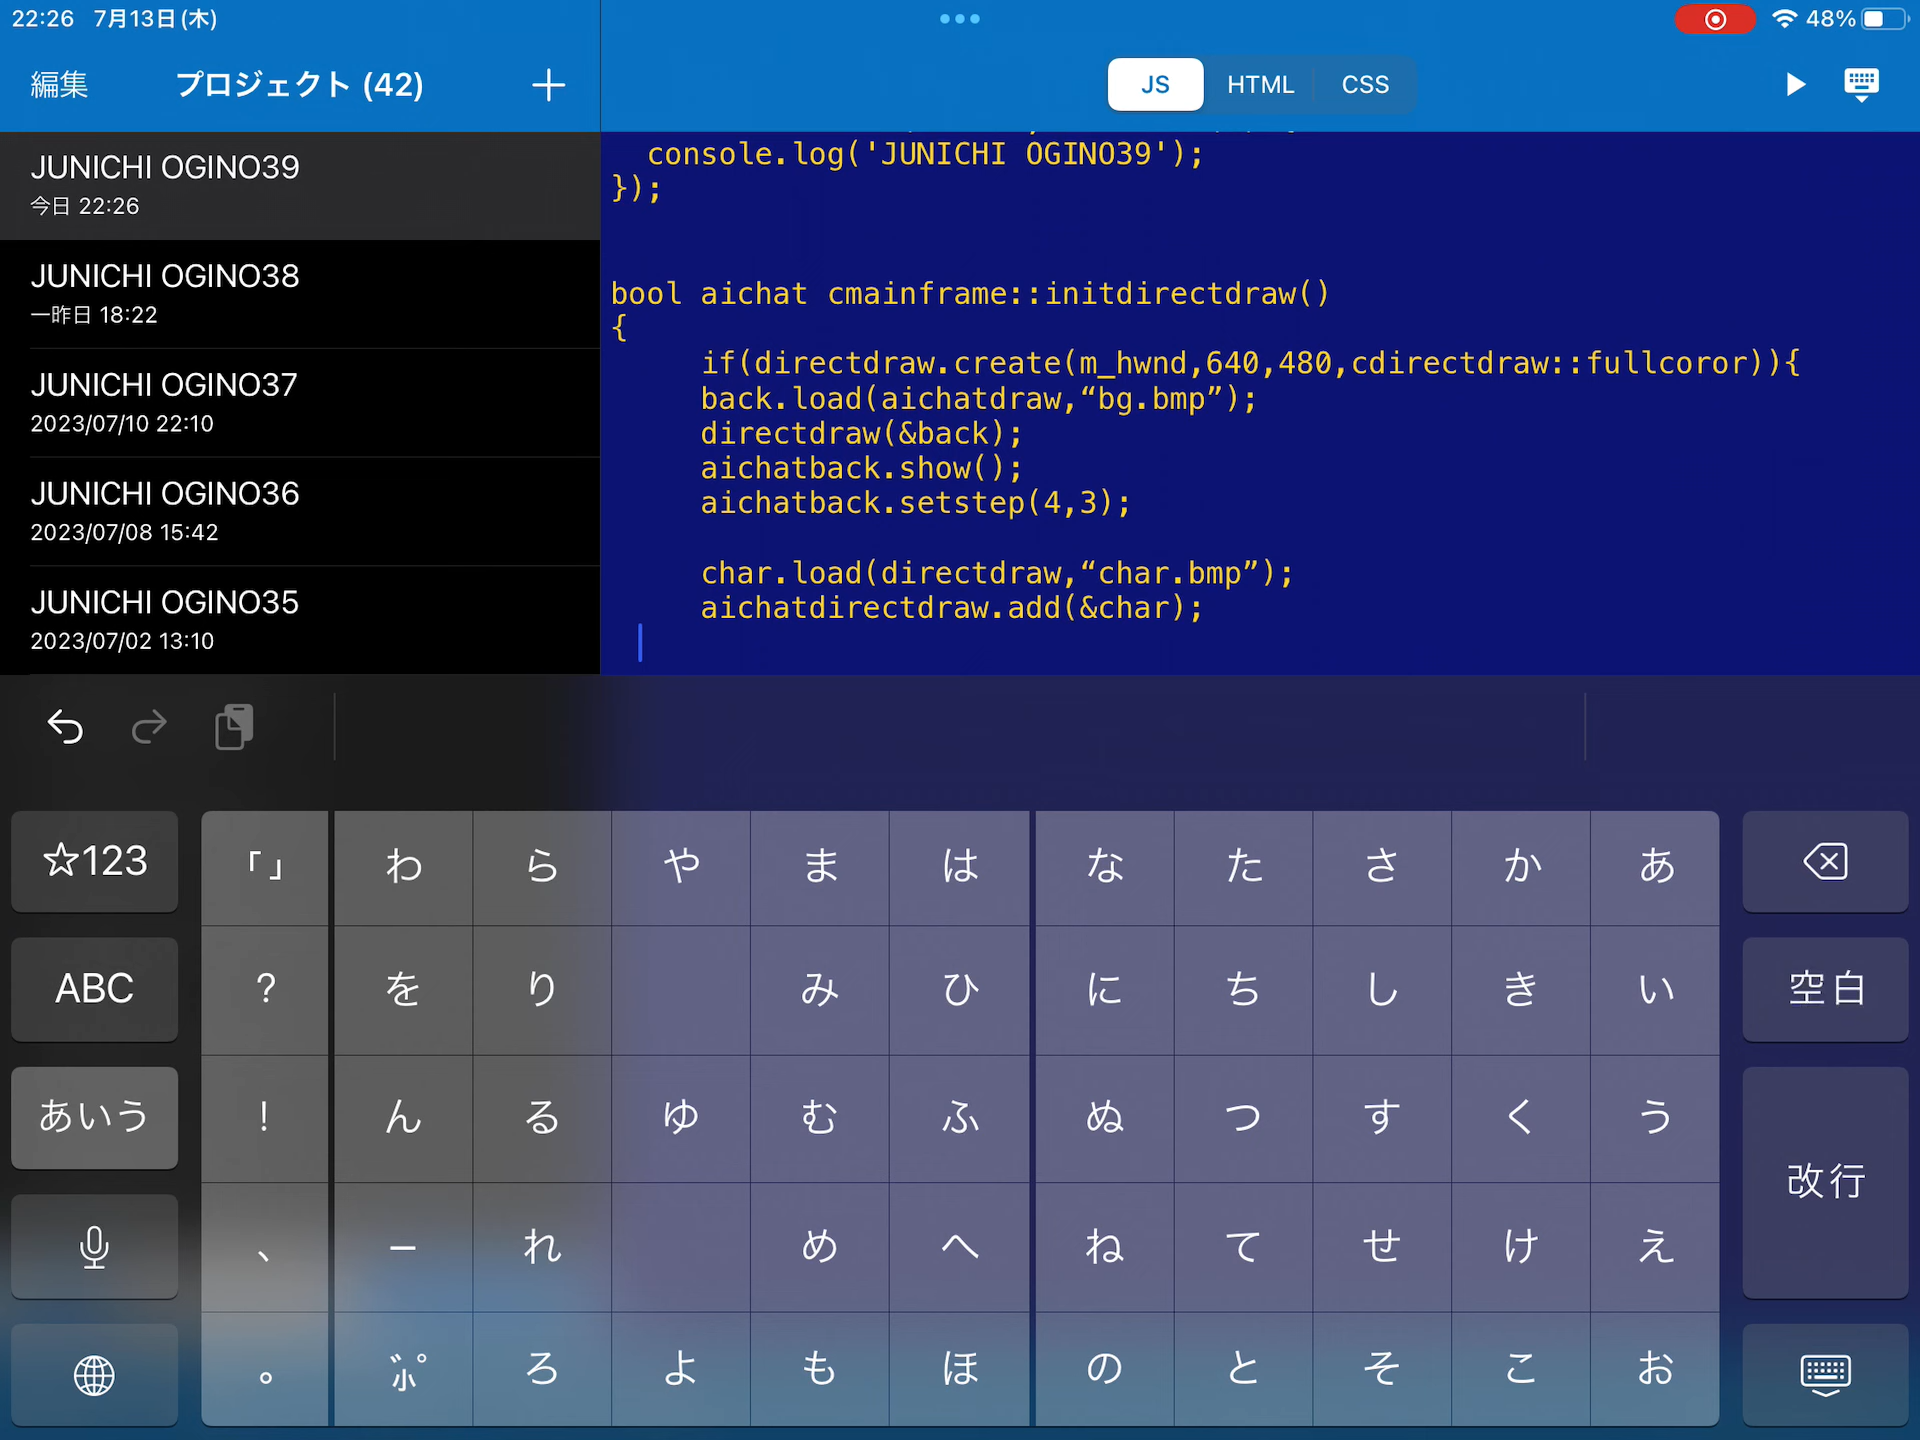 22:26 7月13日(木)
48%
編集 プロジェクト (42)
JS HTML CSS
JUNICHI OGINO39
今日 22:26
JUNICHI OGINO38
一昨日 18:22
JUNICHI OGINO37
2023/07/10 22:10
JUNICHI OGINO36
2023/07/08 15:42
JUNICHI OGINO35
2023/07/02 13:10
console.log('JUNICHI OGINO39');
});
bool aichat cmainframe::initdirectdraw()
{
if(directdraw.create(m_hwnd,640,480,cdirectdraw::fullcoror)){
back.load(aichatdraw,“bg.bmp”);
directdraw(&back);
aichatback.show();
aichatback.setstep(4,3);
char.load(directdraw,“char.bmp”);
aichatdirectdraw.add(&char);
☆123 「」 わ ら や ま は な た さ か あ
ABC ? を り み ひ に ち し き い 空白
あいう ! ん る ゆ む ふ ぬ つ す く う 改行
、 ー れ め へ ね て せ け え
。 ゛゜小 ろ よ も ほ の と そ こ お